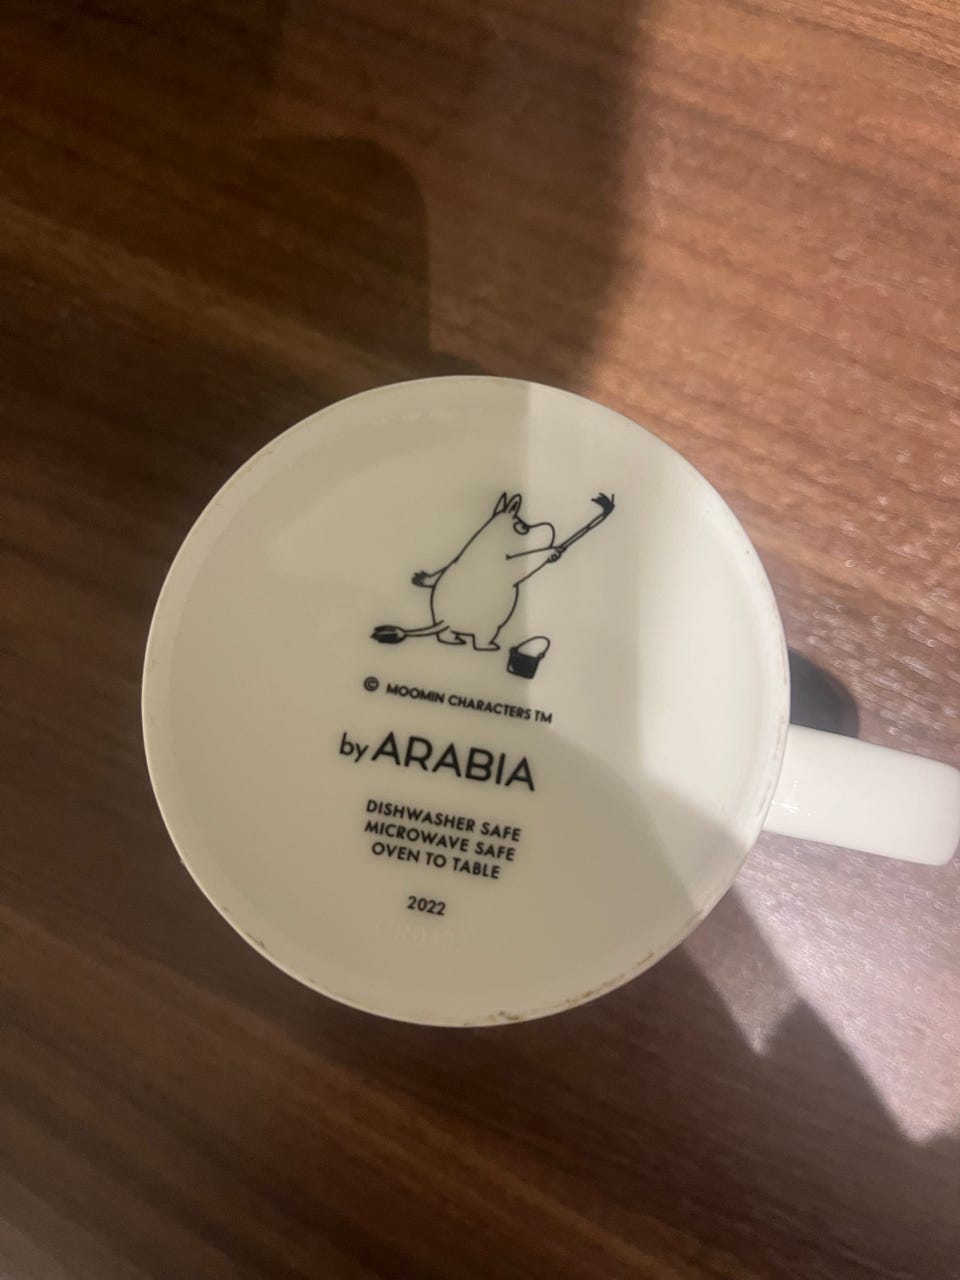 © MOOMIN CHARACTERS TM
by ARABIA
DISHWASHER SAFE
MICROWAVE SAFE
OVEN TO TABLE
2022